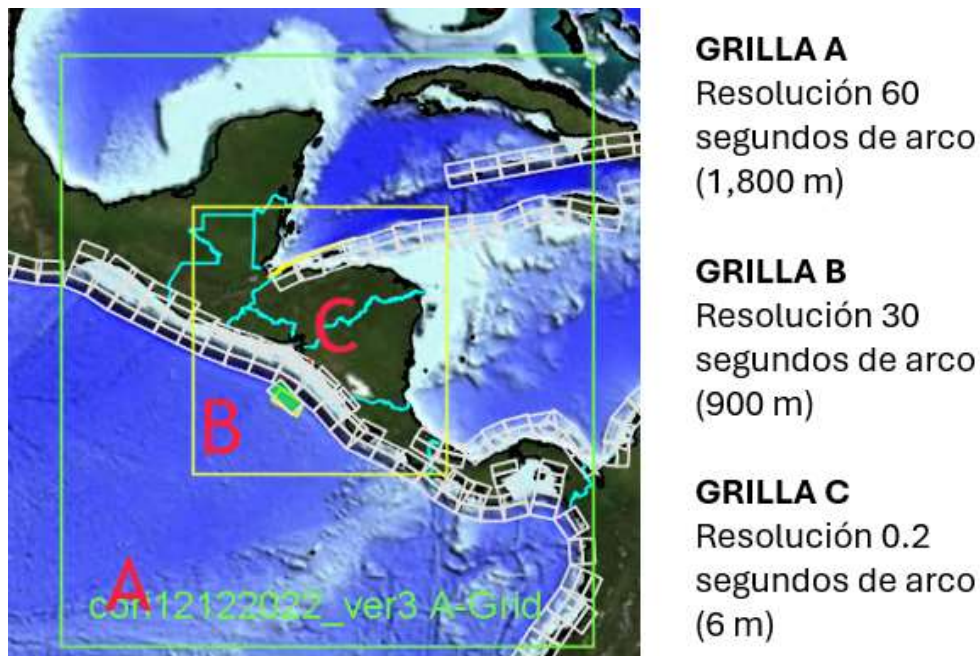 C
B
A
cori12122022_ver3 A-Grid
GRILLA A
Resolución 60
segundos de arco
(1,800 m)
GRILLA B
Resolución 30
segundos de arco
(900 m)
GRILLA C
Resolución 0.2
segundos de arco
(6 m)